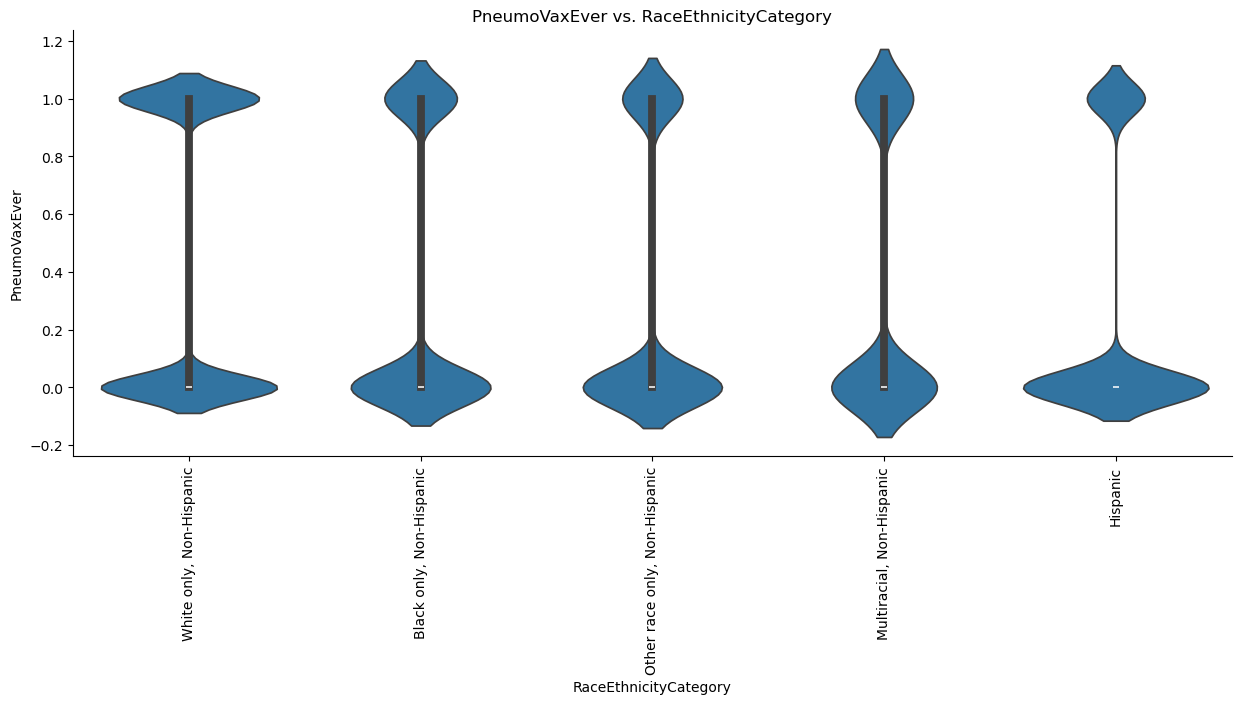 PneumoVaxEver vs. RaceEthnicityCategory
1.2
1.0
0.8
0.6
0.4
0.2
0.0
−0.2
PneumoVaxEver
White only, Non-Hispanic
Black only, Non-Hispanic
Other race only, Non-Hispanic
Multiracial, Non-Hispanic
Hispanic
RaceEthnicityCategory